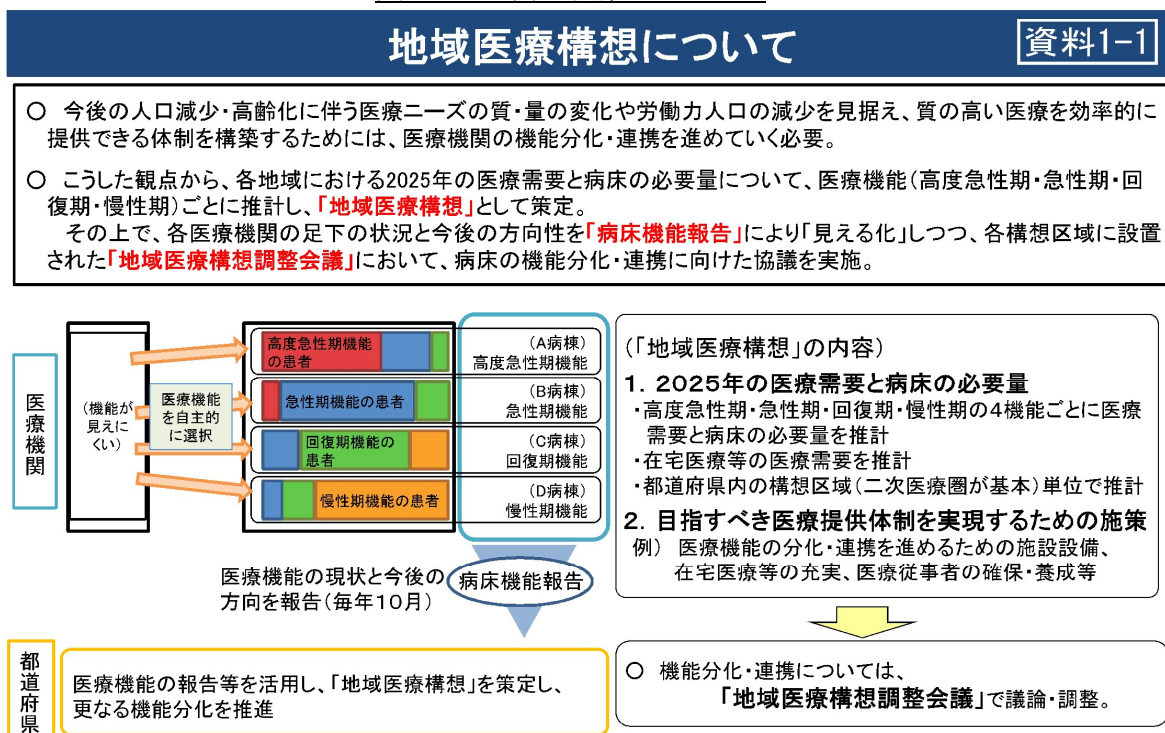 地域医療構想について
資料1-1
○ 今後の人口減少・高齢化に伴う医療ニーズの質・量の変化や労働力人口の減少を見据え、質の高い医療を効率的に
提供できる体制を構築するためには、医療機関の機能分化・連携を進めていく必要。
○ こうした観点から、各地域における2025年の医療需要と病床の必要量について、医療機能(高度急性期・急性期・回
復期・慢性期)ごとに推計し、「地域医療構想」として策定。
その上で、各医療機関の足下の状況と今後の方向性を「病床機能報告」により「見える化」しつつ、各構想区域に設置
された「地域医療構想調整会議」において、病床の機能分化・連携に向けた協議を実施。
医療機関
(機能が
見えに
くい)
医療機能
を自主的
に選択
高度急性期機能
の患者
(A病棟)
高度急性期機能
急性期機能の患者
(B病棟)
急性期機能
回復期機能の
患者
(C病棟)
回復期機能
慢性期機能の患者
(D病棟)
慢性期機能
医療機能の現状と今後の
方向を報告(毎年10月)
病床機能報告
都道府県
医療機能の報告等を活用し、「地域医療構想」を策定し、
更なる機能分化を推進
(「地域医療構想」の内容)
1. 2025年の医療需要と病床の必要量
・高度急性期・急性期・回復期・慢性期の4機能ごとに医療
需要と病床の必要量を推計
・在宅医療等の医療需要を推計
・都道府県内の構想区域(二次医療圏が基本)単位で推計
2. 目指すべき医療提供体制を実現するための施策
例) 医療機能の分化・連携を進めるための施設設備、
在宅医療等の充実、医療従事者の確保・養成等
○ 機能分化・連携については、
「地域医療構想調整会議」で議論・調整。